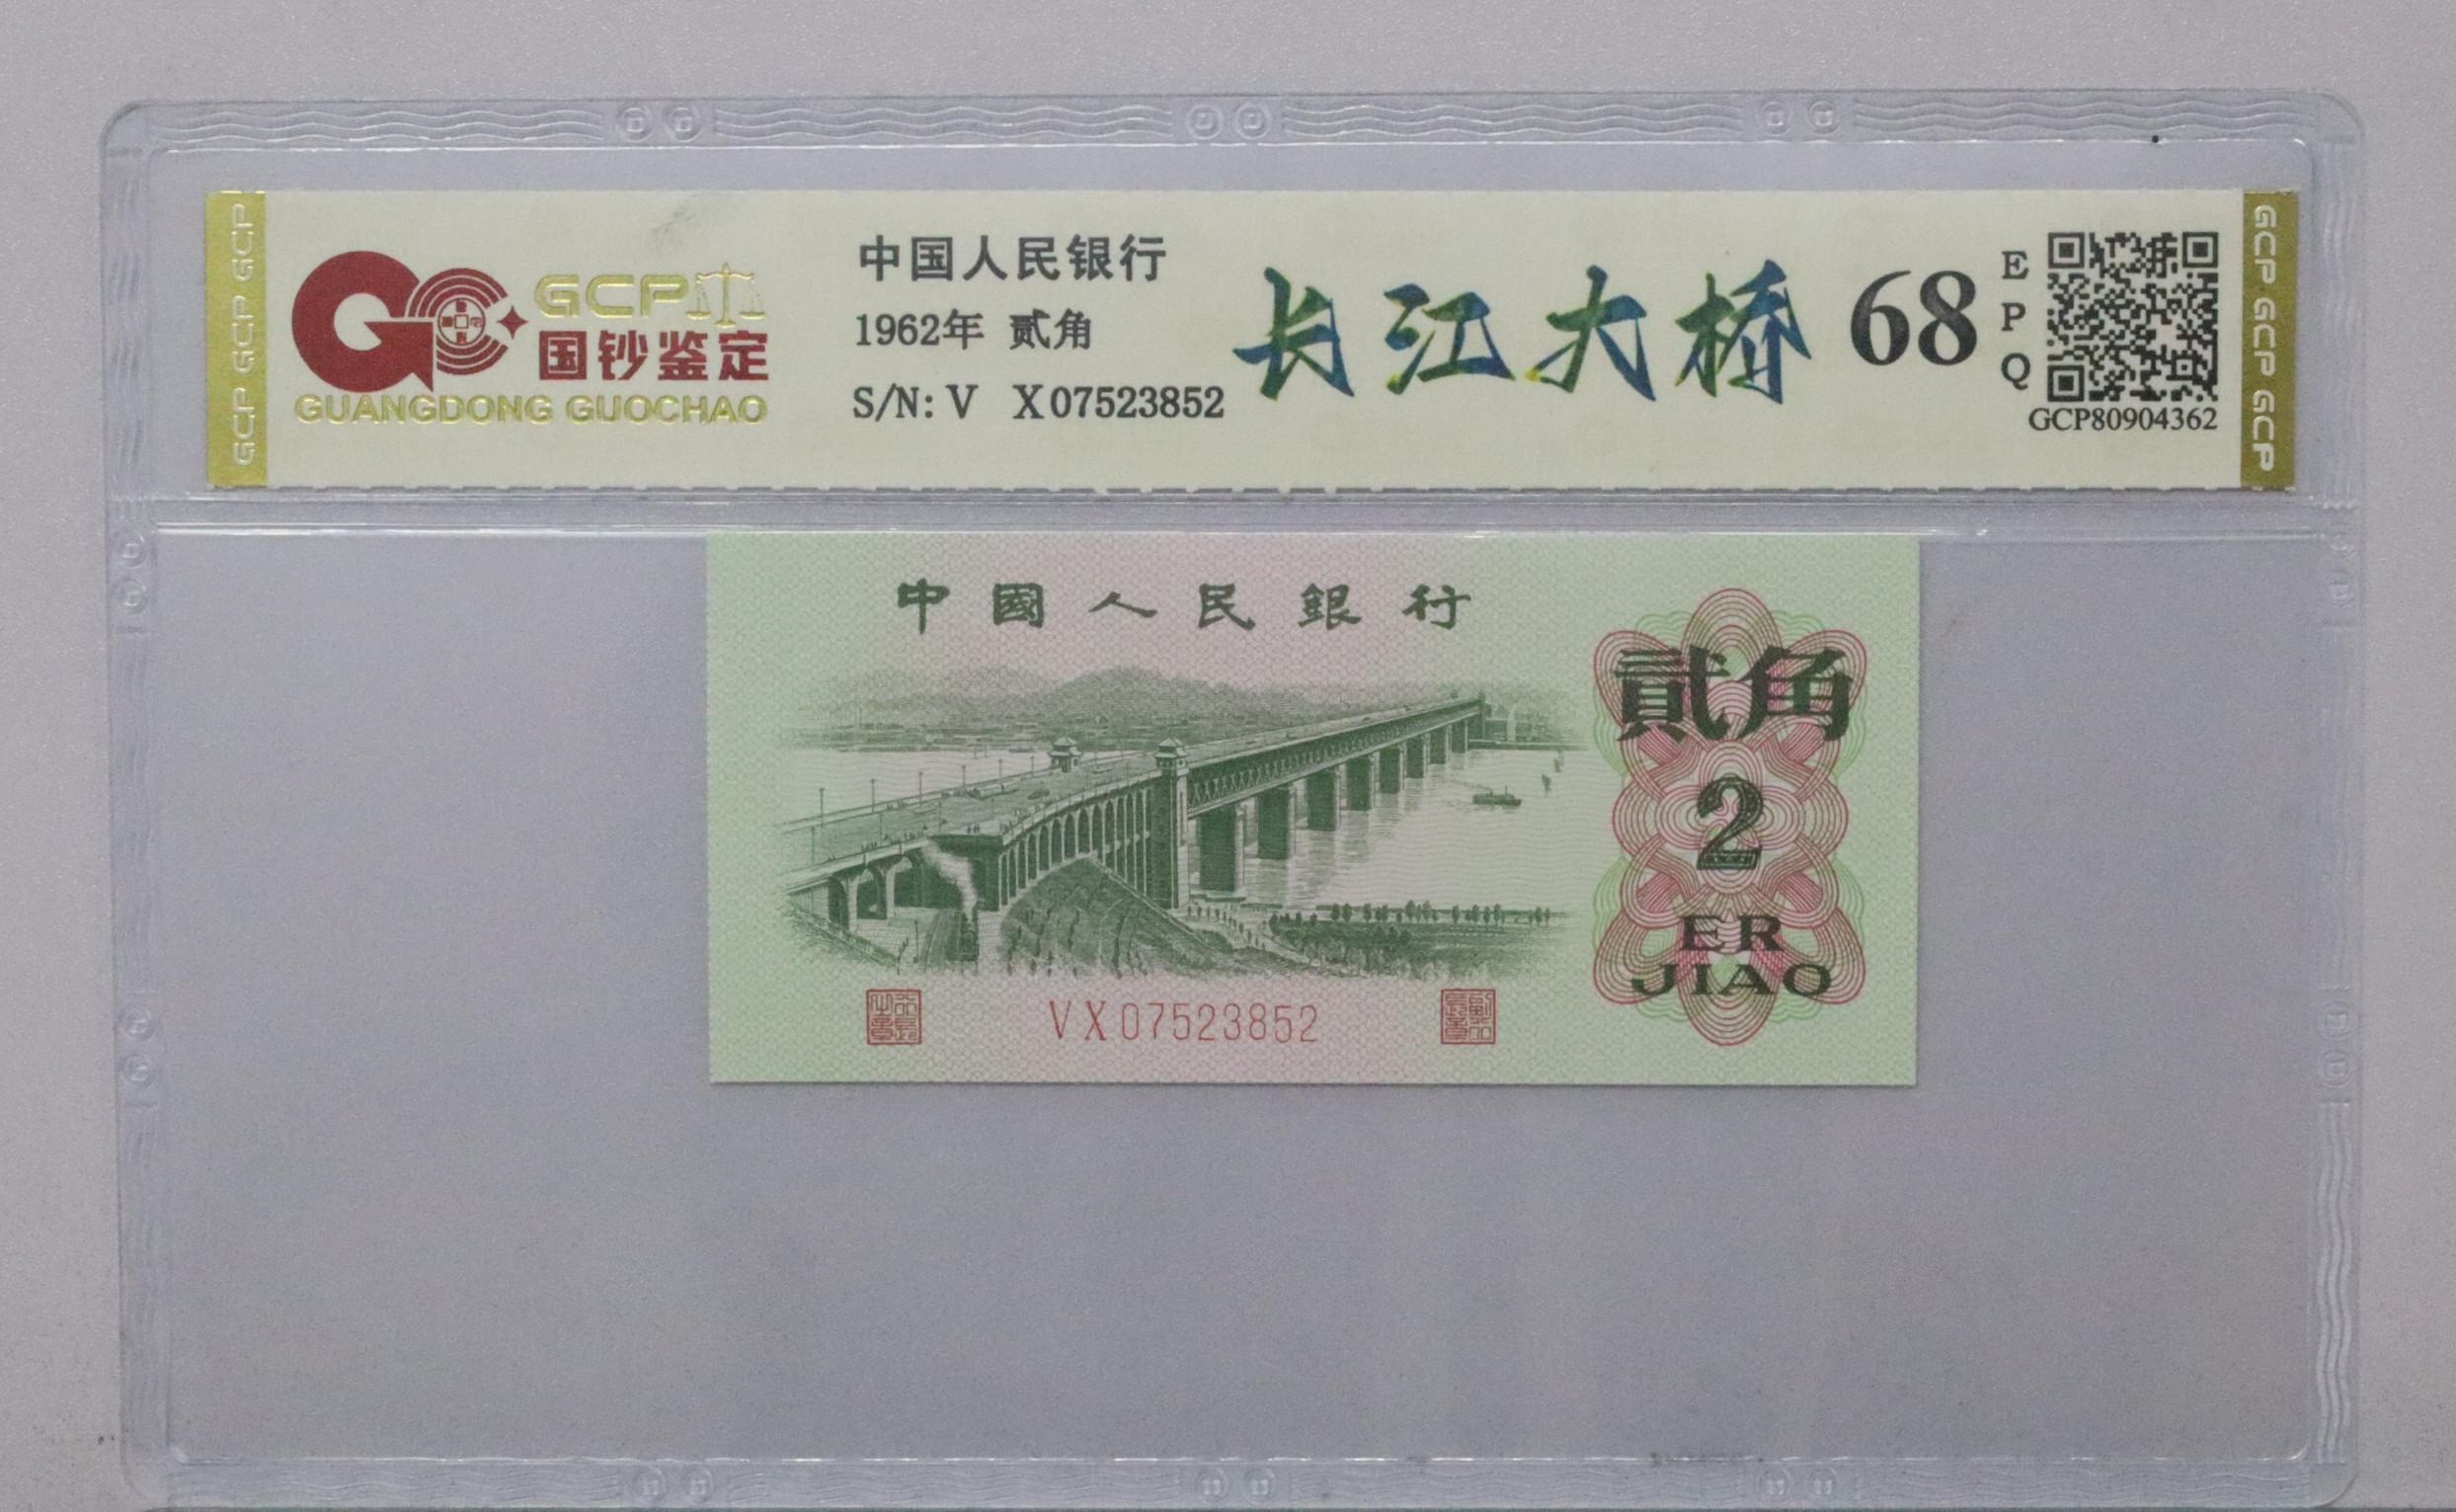 GCP GCP GCP
GCP
国钞鉴定
GUANGDONG GUOCHAO
中国人民银行
1962年 贰角
S/N: V X07523852
长江大桥
68
EPQ
GCP80904362
GCP GCP GCP
中國人民銀行
貳角
2
ER
JIAO
VX07523852